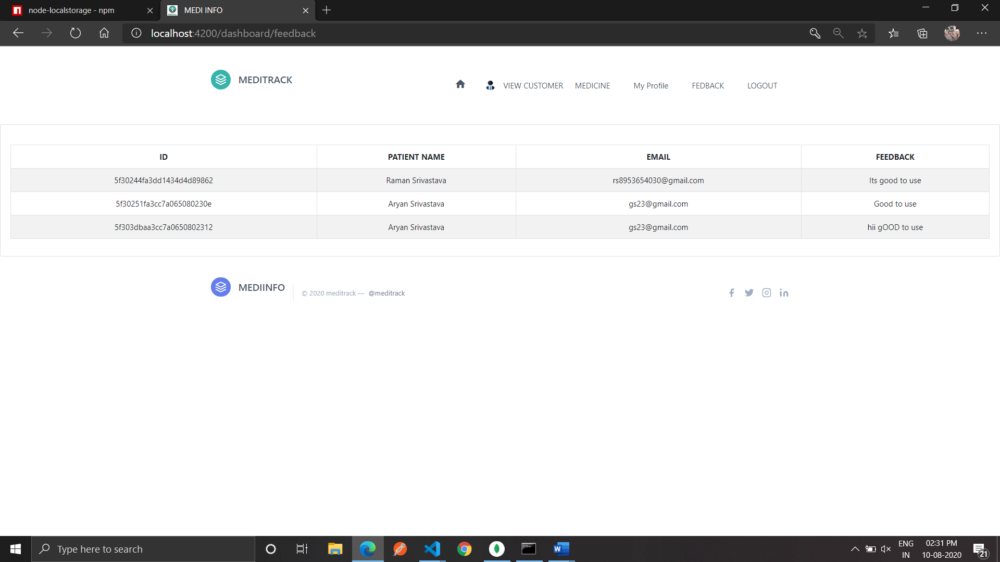 node-localstorage - npm
MEDI INFO
localhost:4200/dashboard/feedback
MEDITRACK
VIEW CUSTOMER MEDICINE My Profile FEDBACK LOGOUT
ID PATIENT NAME EMAIL FEEDBACK
5f30244fa3dd1434d4d89862 Raman Srivastava rs8953654030@gmail.com Its good to use
5f30251fa3cc7a065080230e Aryan Srivastava gs23@gmail.com Good to use
5f303dbaa3cc7a0650802312 Aryan Srivastava gs23@gmail.com hii gOOD to use
MEDIINFO © 2020 meditrack — @meditrack
Type here to search
ENG 02:31 PM
IN 10-08-2020
21